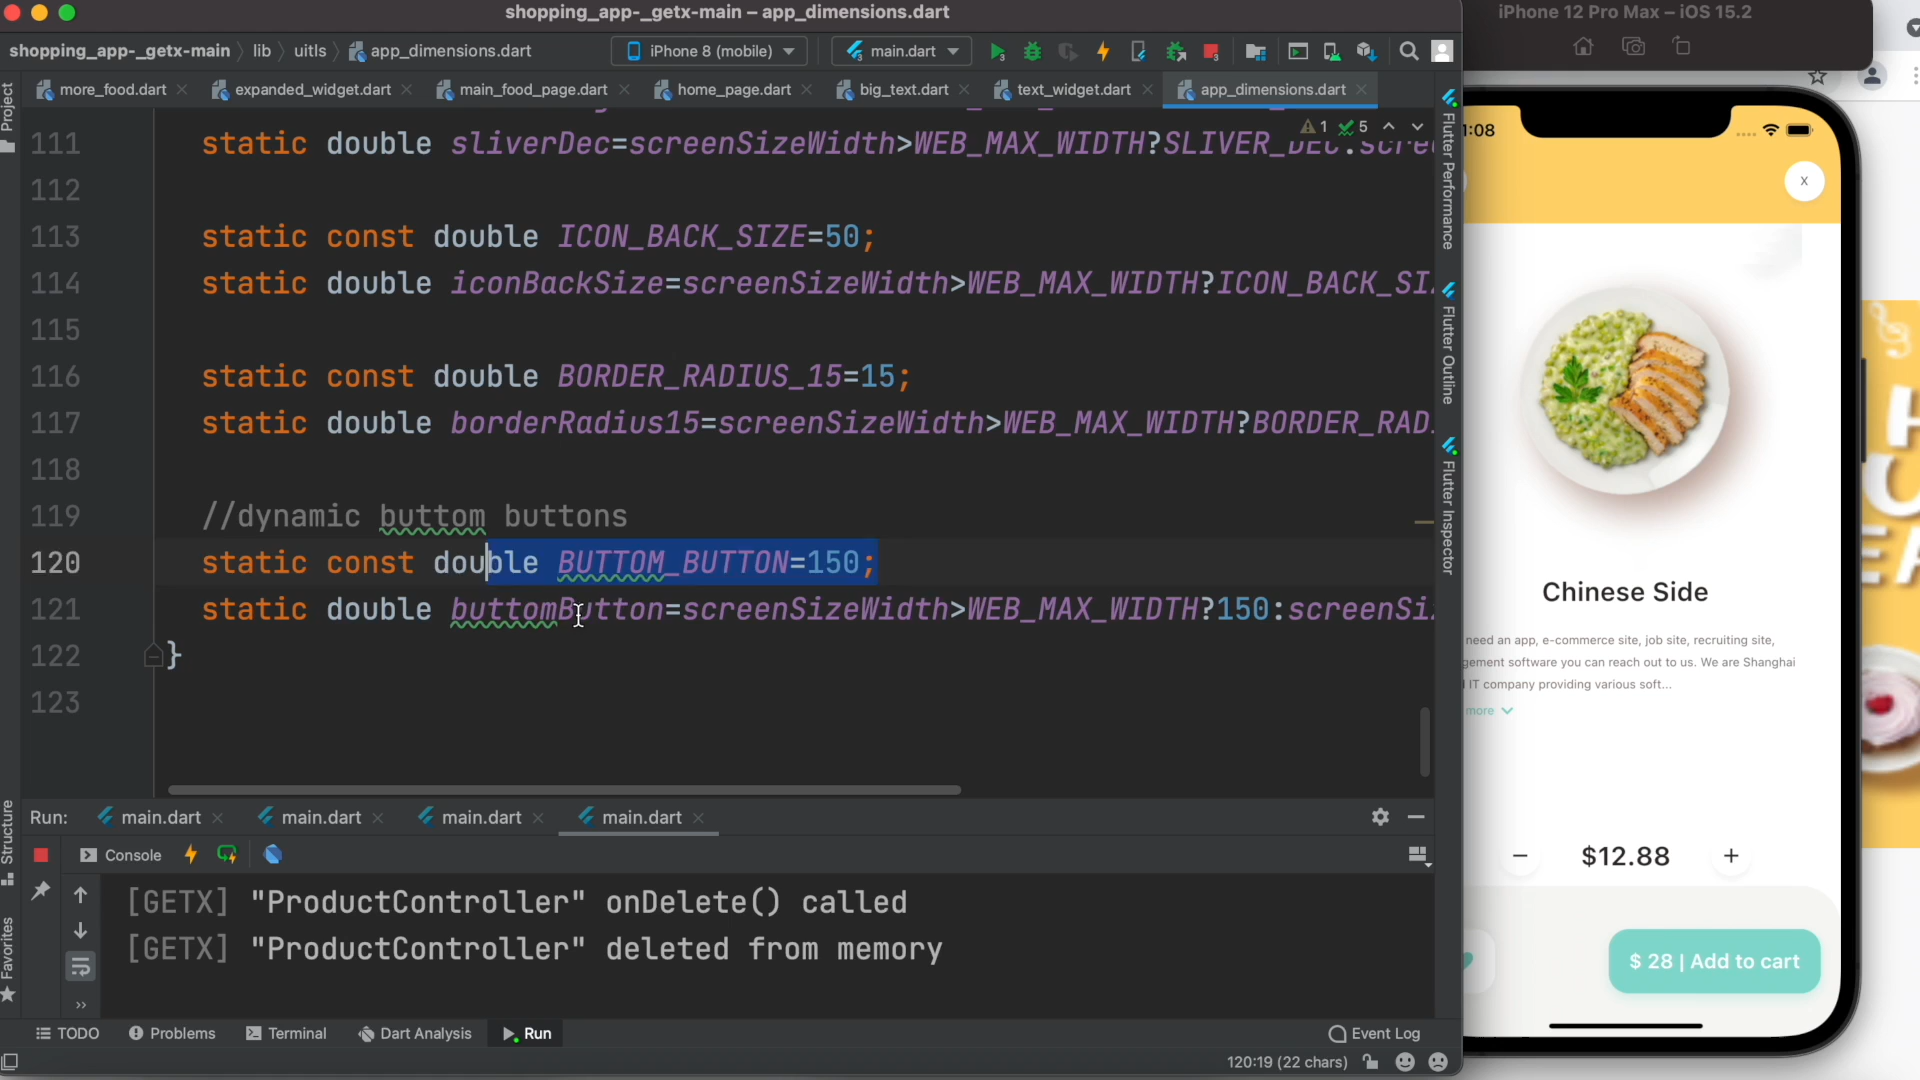 shopping_app-_getx-main – app_dimensions.dart
iPhone 12 Pro Max – iOS 15.2
shopping_app-_getx-main
lib
uitls
app_dimensions.dart
iPhone 8 (mobile)
main.dart
more_food.dart
expanded_widget.dart
main_food_page.dart
home_page.dart
big_text.dart
text_widget.dart
app_dimensions.dart
Project
1
5
111 static double sliverDec=screenSizeWidth>WEB_MAX_WIDTH?SLIVER_DEC:scree
112
113 static const double ICON_BACK_SIZE=50;
114 static double iconBackSize=screenSizeWidth>WEB_MAX_WIDTH?ICON_BACK_SI
115
116 static const double BORDER_RADIUS_15=15;
117 static double borderRadius15=screenSizeWidth>WEB_MAX_WIDTH?BORDER_RAD
118
119 //dynamic buttom buttons
120 static const double BUTTOM_BUTTON=150;
121 static double buttomButton=screenSizeWidth>WEB_MAX_WIDTH?150:screenSi
122 }
123
Flutter Performance
Flutter Outline
Flutter Inspector
Run:
main.dart
main.dart
main.dart
main.dart
Structure
Favorites
Console
[GETX] "ProductController" onDelete() called
[GETX] "ProductController" deleted from memory
TODO
Problems
Terminal
Dart Analysis
Run
Event Log
120:19 (22 chars)
1:08
X
Chinese Side
need an app, e-commerce site, job site, recruiting site,
gement software you can reach out to us. We are Shanghai
IT company providing various soft...
more
− $12.88 +
$ 28 | Add to cart